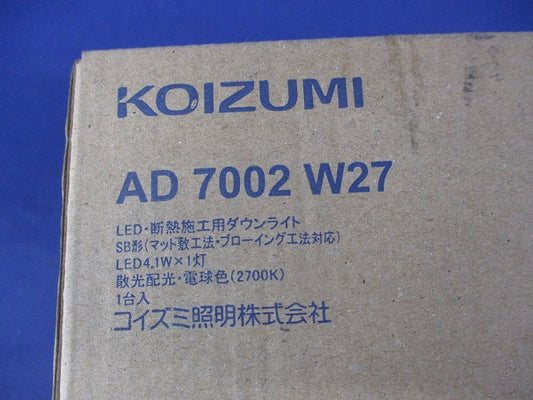 KOIZUMI
AD 7002 W27
LED・断熱施工用ダウンライト
SB形(マット敷工法・ブローイング工法対応)
LED4.1W×1灯
散光配光・電球色(2700K)
1台入
コイズミ照明株式会社